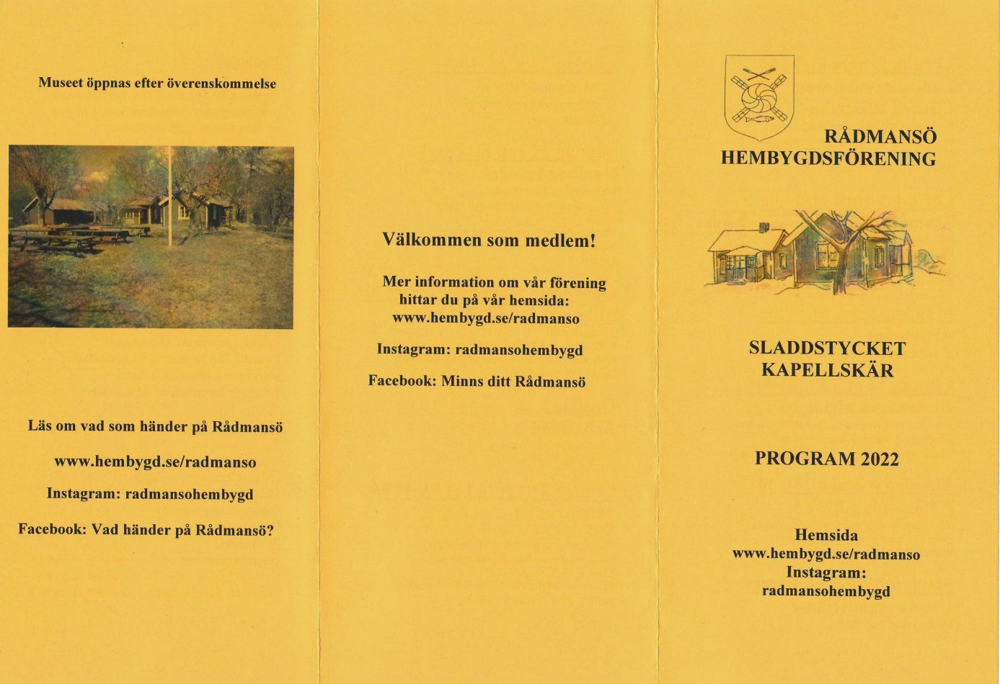 Museet öppnas efter överenskommelse
Läs om vad som händer på Rådmansö
www.hembygd.se/radmanso
Instagram: radmansohembygd
Facebook: Vad händer på Rådmansö?
Välkommen som medlem!
Mer information om vår förening
hittar du på vår hemsida:
www.hembygd.se/radmanso
Instagram: radmansohembygd
Facebook: Minns ditt Rådmansö
RÅDMANSÖ
HEMBYGDSFÖRENING
SLADDSTYCKET
KAPELLSKÄR
PROGRAM 2022
Hemsida
www.hembygd.se/radmanso
Instagram:
radmansohembygd